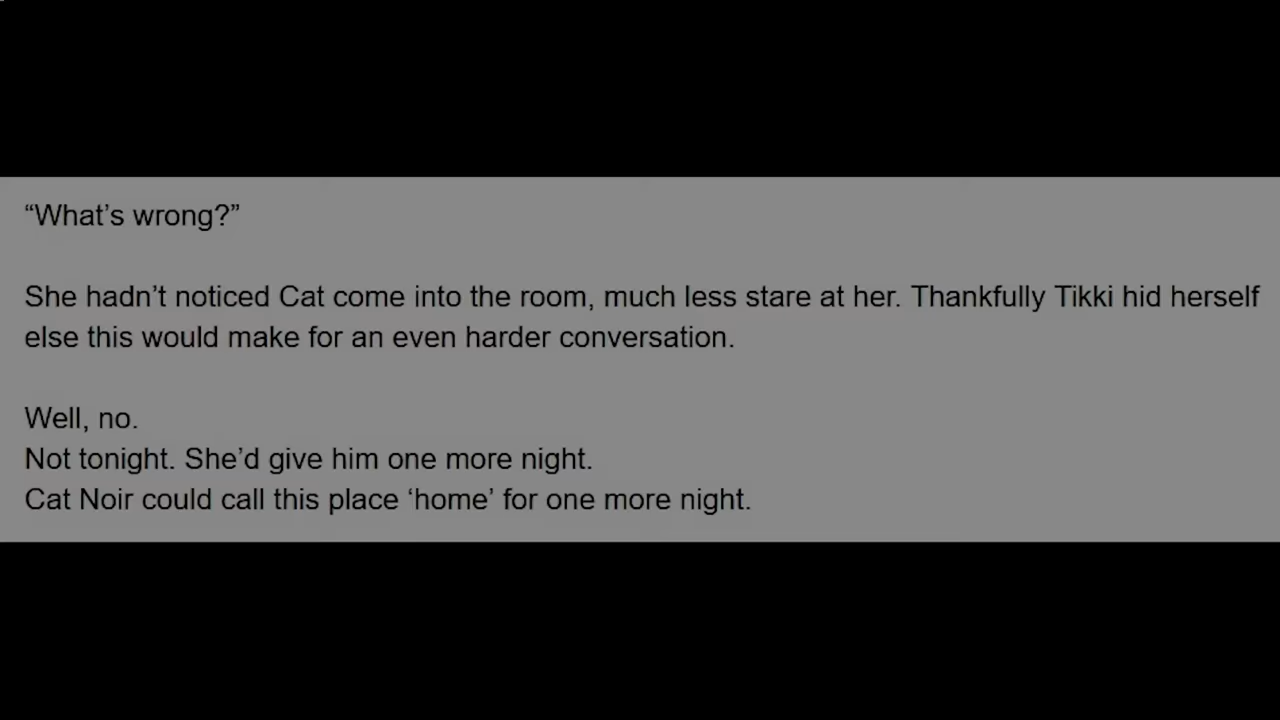 “What’s wrong?”
She hadn’t noticed Cat come into the room, much less stare at her. Thankfully Tikki hid herself
else this would make for an even harder conversation.
Well, no.
Not tonight. She’d give him one more night.
Cat Noir could call this place ‘home’ for one more night.